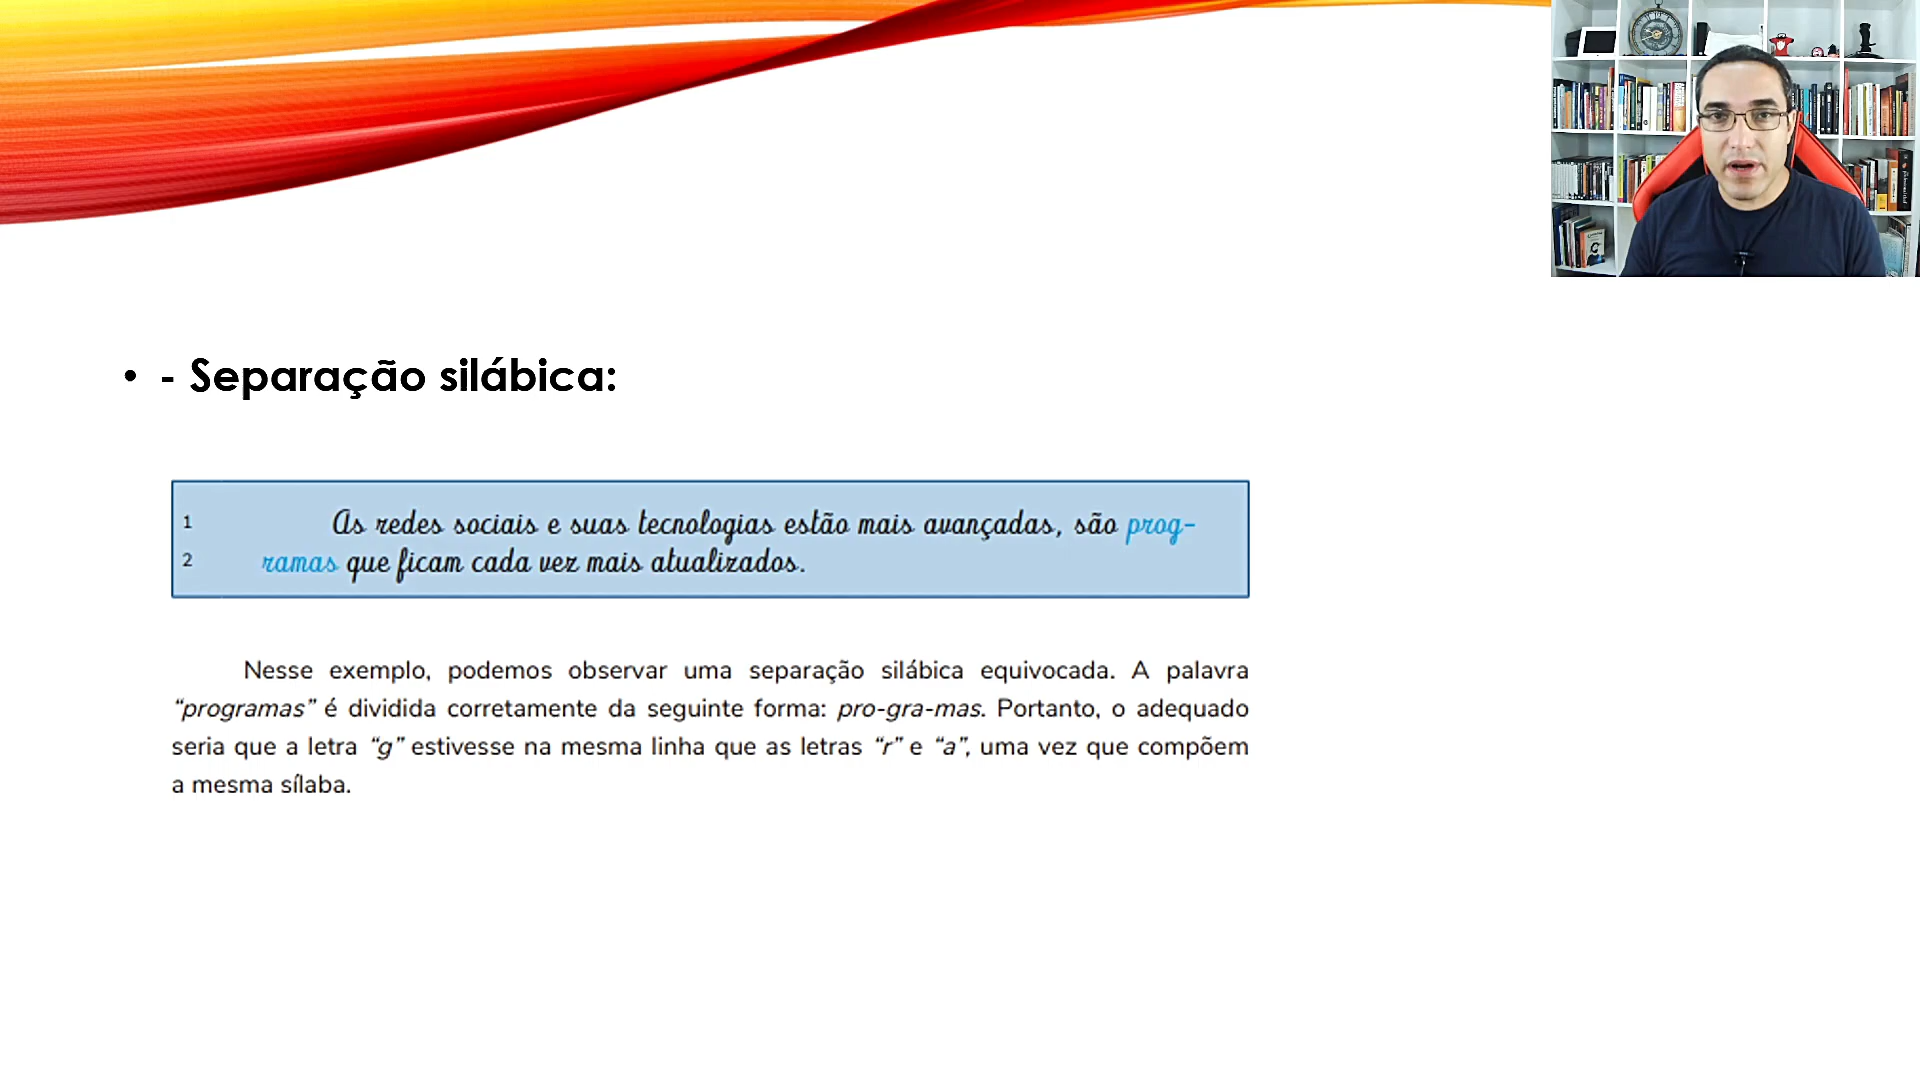 • - Separação silábica:
1 As redes sociais e suas tecnologias estão mais avançadas, são prog-
2 ramas que ficam cada vez mais atualizados.
Nesse exemplo, podemos observar uma separação silábica equivocada. A palavra
“programas” é dividida corretamente da seguinte forma: pro-gra-mas. Portanto, o adequado
seria que a letra “g” estivesse na mesma linha que as letras “r” e “a”, uma vez que compõem
a mesma sílaba.